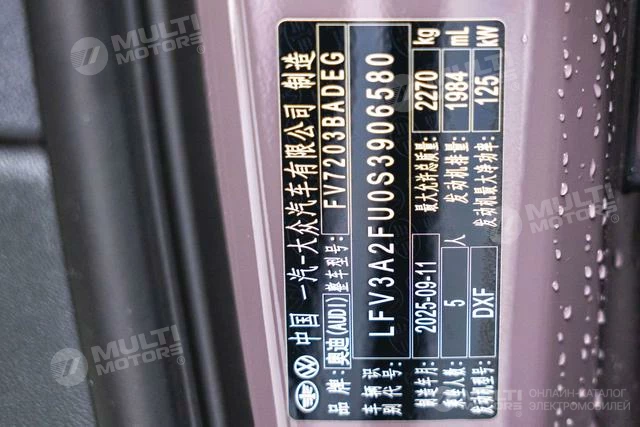 中国 一汽-大众汽车有限公司 制造
品牌: 奥迪(AUDI) 整车型号: FV7203BADEG
车辆识别代号: LFV3A2FU0S3906580
制造年月: 2025-09-11 最大允许总质量: 2270 kg
乘坐人数: 5 人 发动机排量: 1984 mL
发动机型号: DXF 发动机最大净功率: 125 kW
MULTI MOTORS
MULTI MOTORS
MULTI MOTORS
MULTI MOTORS
MULTI MOTORS ОНЛАЙН-КАТАЛОГ ЭЛЕКТРОМОБИЛЕЙ